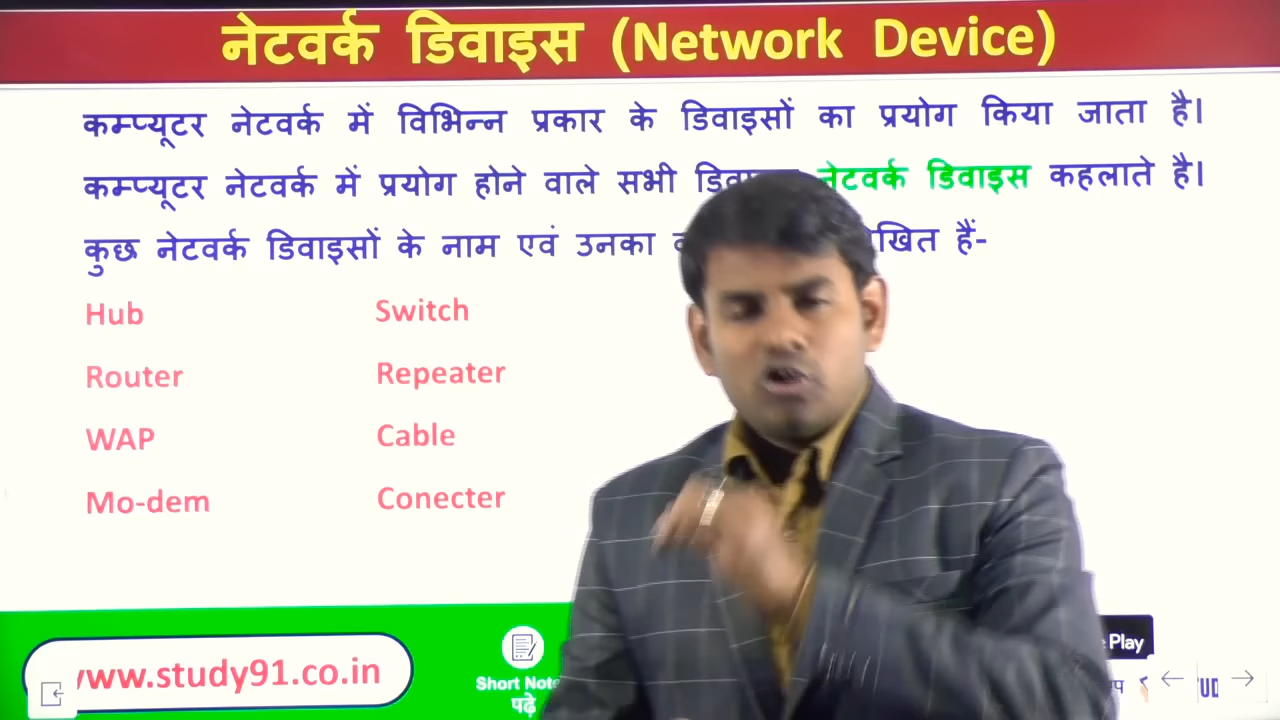 नेटवर्क डिवाइस (Network Device)
कम्प्यूटर नेटवर्क में विभिन्न प्रकार के डिवाइसों का प्रयोग किया जाता है।
कम्प्यूटर नेटवर्क में प्रयोग होने वाले सभी नेटवर्क डिवाइस कहलाते है।
कुछ नेटवर्क डिवाइसों के नाम एवं उनका हैं-
Hub Switch
Router Repeater
WAP Cable
Mo-dem Conecter
www.study91.co.in
Short Note
पढ़े
Play